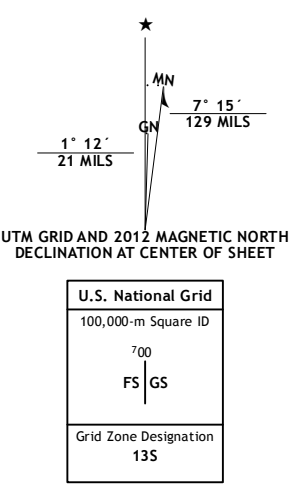 ★
MN
7° 15´
129 MILS
GN
1° 12´
21 MILS
UTM GRID AND 2012 MAGNETIC NORTH
DECLINATION AT CENTER OF SHEET
U.S. National Grid
100,000-m Square ID
⁷00
FS GS
Grid Zone Designation
13S